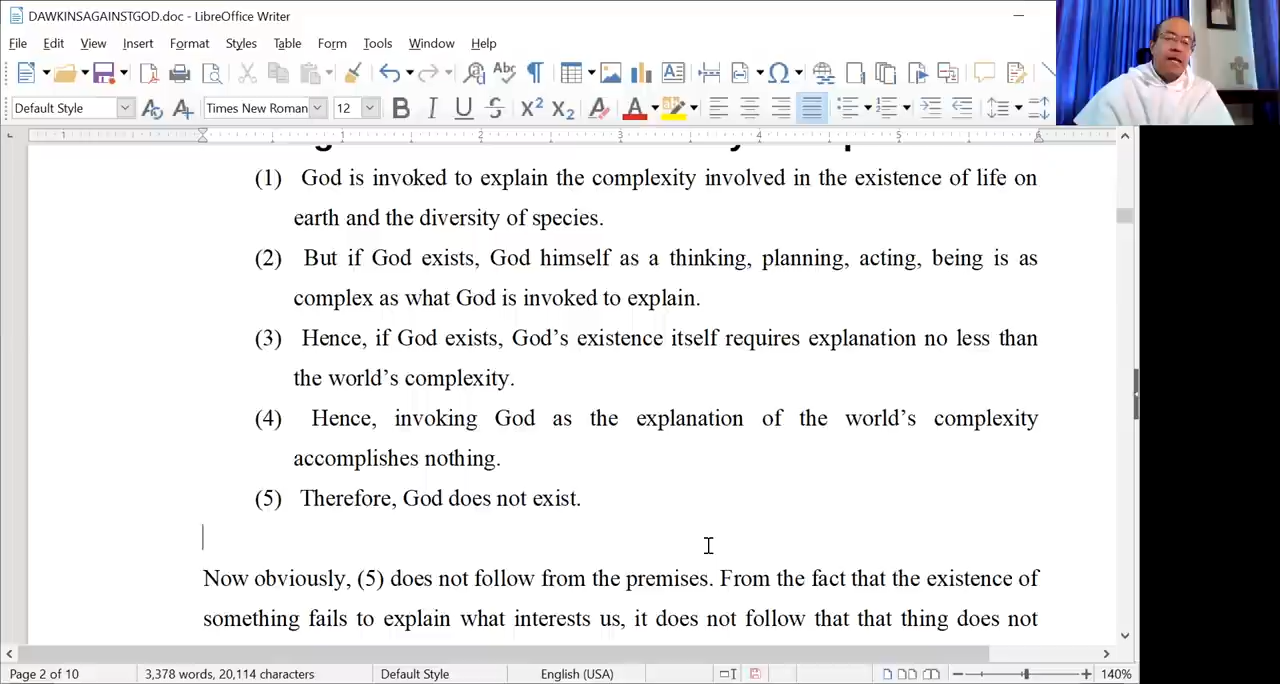 DAWKINSAGAINSTGOD.doc - LibreOffice Writer
File Edit View Insert Format Styles Table Form Tools Window Help
Default Style Times New Roman 12
(1) God is invoked to explain the complexity involved in the existence of life on
earth and the diversity of species.
(2) But if God exists, God himself as a thinking, planning, acting, being is as
complex as what God is invoked to explain.
(3) Hence, if God exists, God’s existence itself requires explanation no less than
the world’s complexity.
(4) Hence, invoking God as the explanation of the world’s complexity
accomplishes nothing.
(5) Therefore, God does not exist.
Now obviously, (5) does not follow from the premises. From the fact that the existence of
something fails to explain what interests us, it does not follow that that thing does not
Page 2 of 10 3,378 words, 20,114 characters Default Style English (USA) 140%